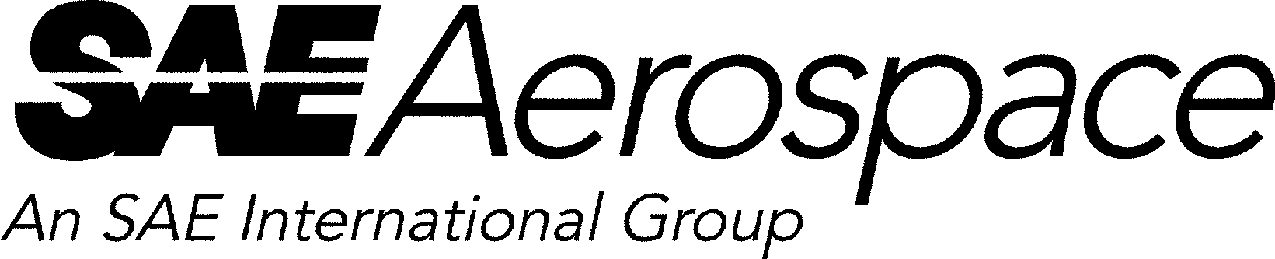 SAE Aerospace
An SAE International Group